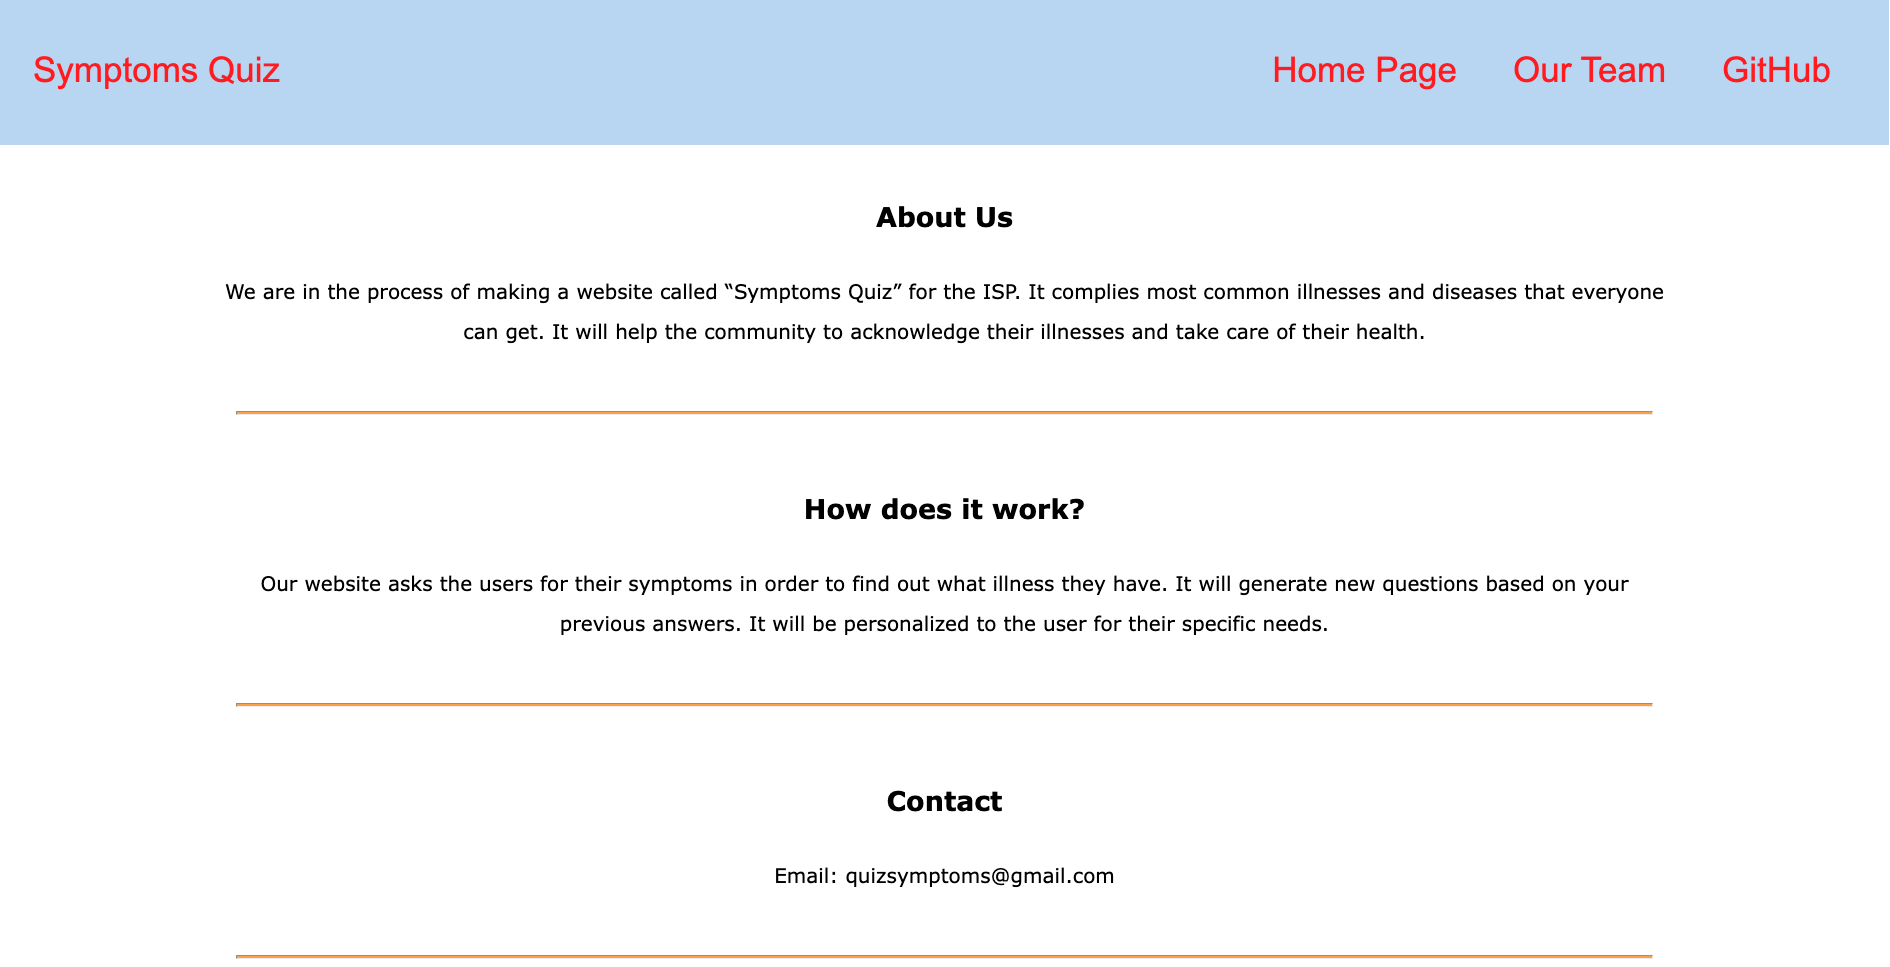 Symptoms Quiz
Home Page Our Team GitHub
About Us
We are in the process of making a website called “Symptoms Quiz” for the ISP. It complies most common illnesses and diseases that everyone
can get. It will help the community to acknowledge their illnesses and take care of their health.
How does it work?
Our website asks the users for their symptoms in order to find out what illness they have. It will generate new questions based on your
previous answers. It will be personalized to the user for their specific needs.
Contact
Email: quizsymptoms@gmail.com